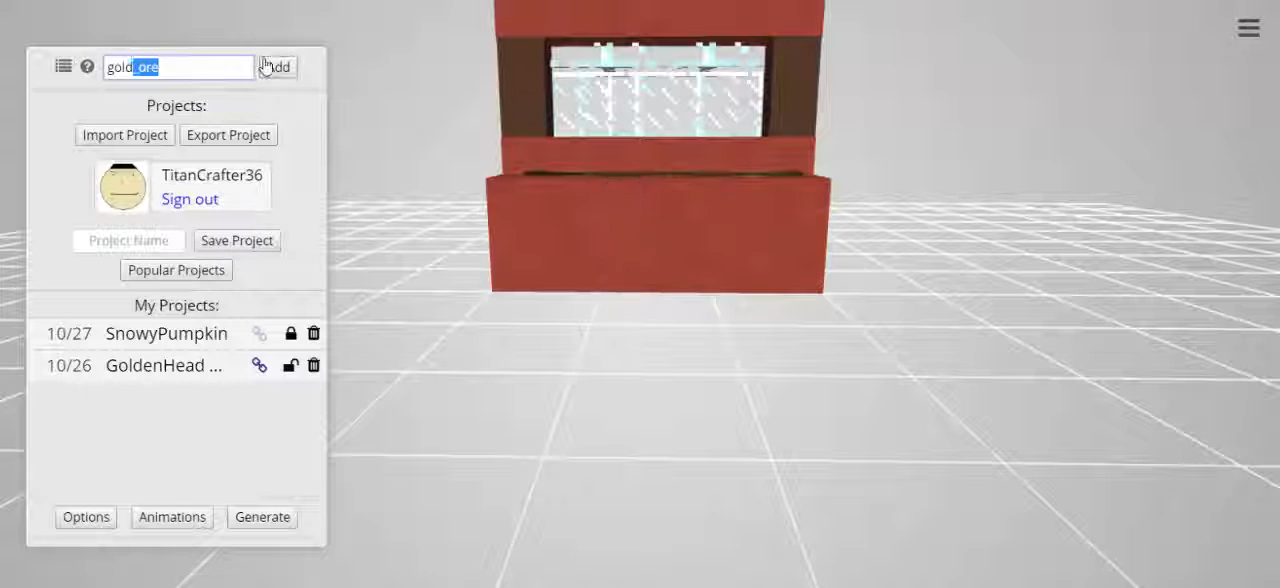 gold_ore
Add
Projects:
Import Project
Export Project
TitanCrafter36
Sign out
Project Name
Save Project
Popular Projects
My Projects:
10/27 SnowyPumpkin
10/26 GoldenHead ...
Options
Animations
Generate